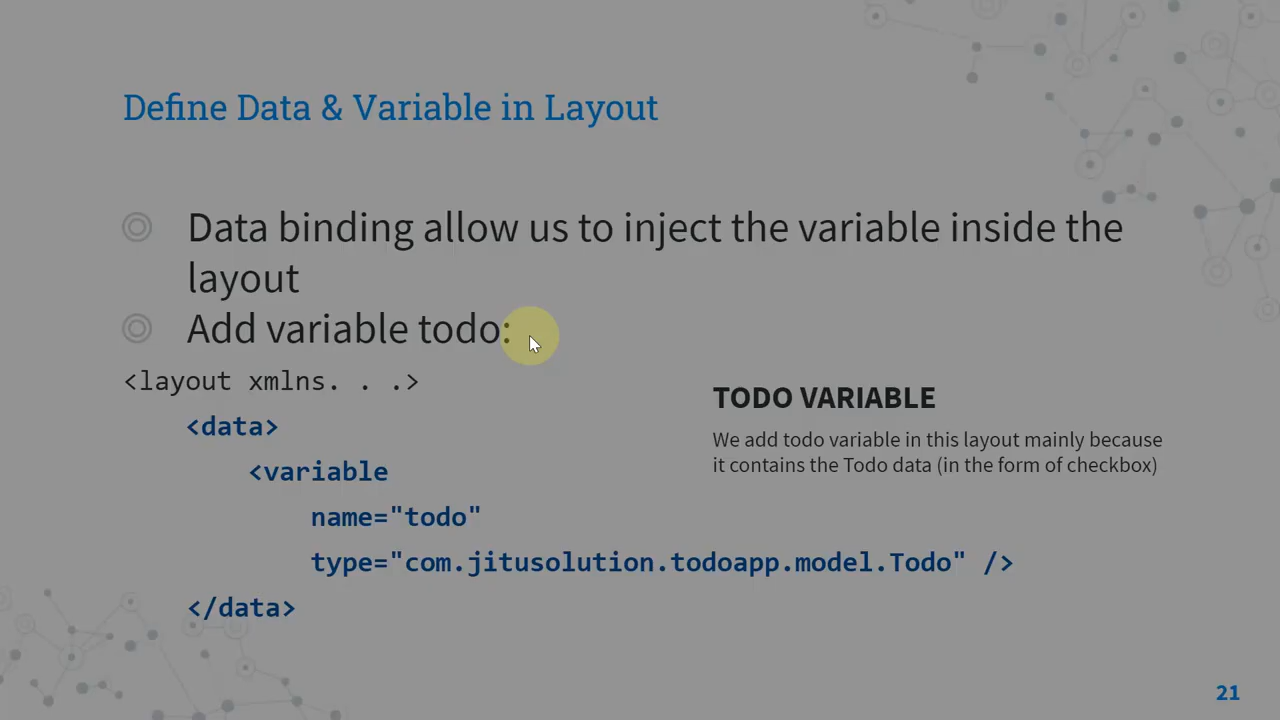 Define Data & Variable in Layout
Data binding allow us to inject the variable inside the
layout
Add variable todo:
<layout xmlns. . .>
<data>
<variable
name="todo"
type="com.jitusolution.todoapp.model.Todo" />
</data>
TODO VARIABLE
We add todo variable in this layout mainly because
it contains the Todo data (in the form of checkbox)
21